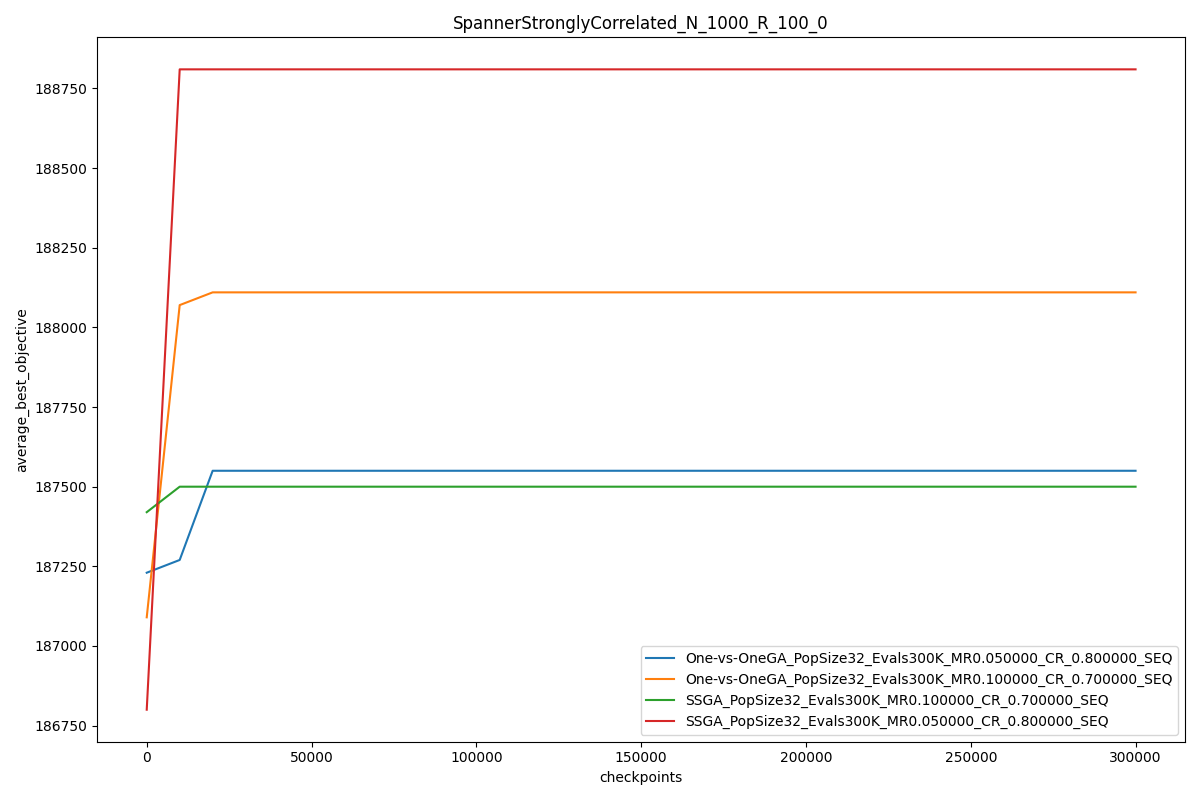 SpannerStronglyCorrelated_N_1000_R_100_0
188750
188500
188250
188000
187750
187500
187250
187000
186750
average_best_objective
0 50000 100000 150000 200000 250000 300000
checkpoints
One-vs-OneGA_PopSize32_Evals300K_MR0.050000_CR_0.800000_SEQ
One-vs-OneGA_PopSize32_Evals300K_MR0.100000_CR_0.700000_SEQ
SSGA_PopSize32_Evals300K_MR0.100000_CR_0.700000_SEQ
SSGA_PopSize32_Evals300K_MR0.050000_CR_0.800000_SEQ